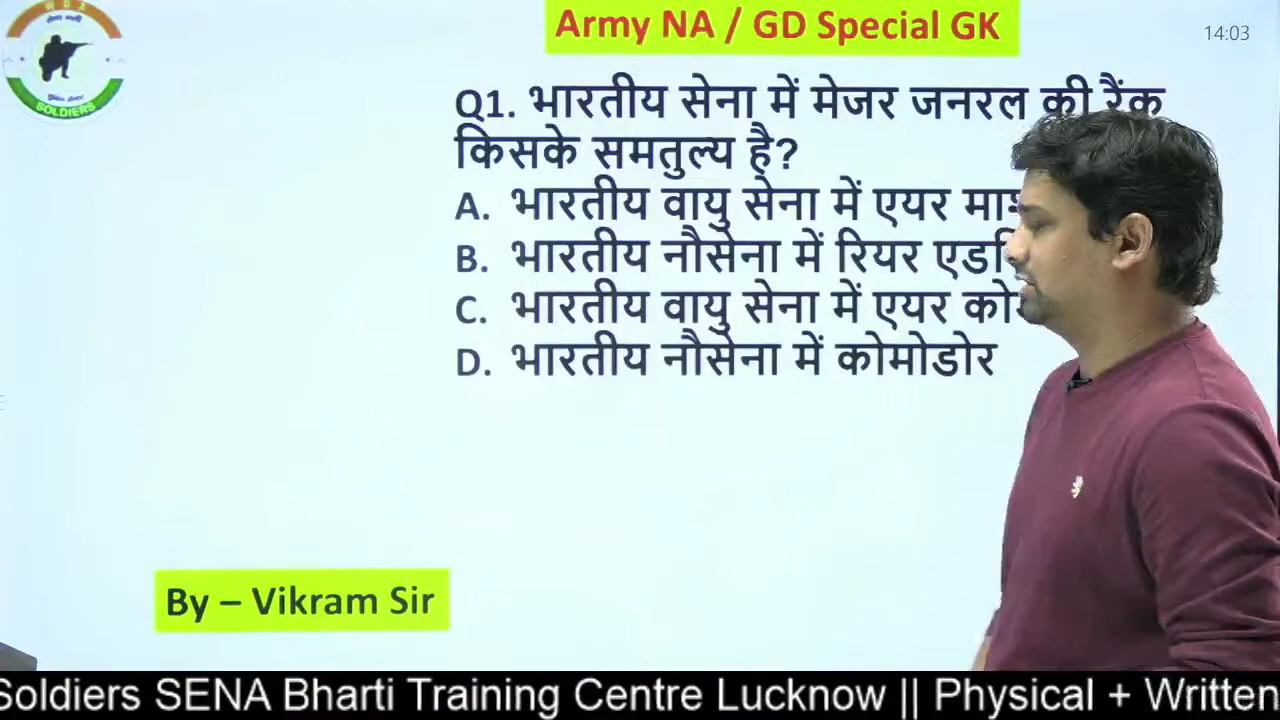 WBA
SOLDIERS
Army NA / GD Special GK
14:03
Q1. भारतीय सेना में मेजर जनरल की रैंक
किसके समतुल्य है?
A. भारतीय वायु सेना में एयर
B. भारतीय नौसेना में रियर
C. भारतीय वायु सेना में एयर
D. भारतीय नौसेना में कोमोडोर
By – Vikram Sir
Soldiers SENA Bharti Training Centre Lucknow || Physical + Written